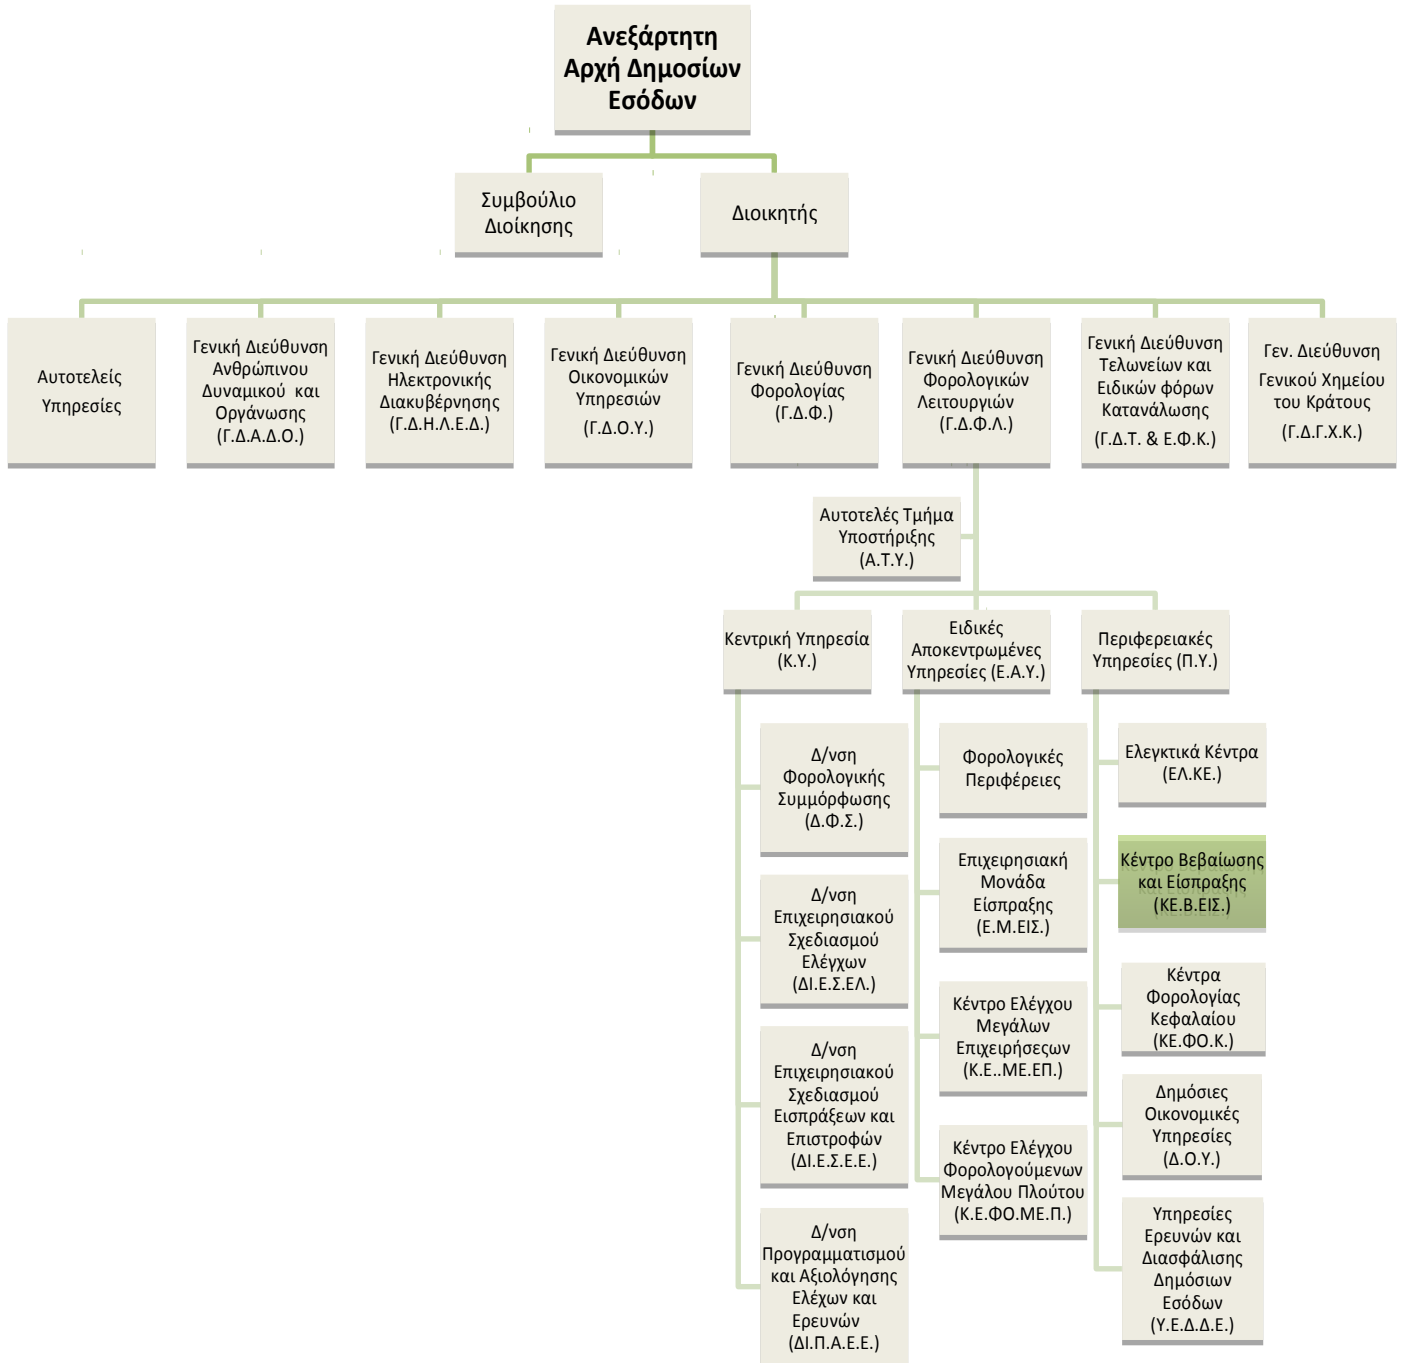 Ανεξάρτητη
Αρχή Δημοσίων
Εσόδων
Συμβούλιο
Διοίκησης
Διοικητής
Αυτοτελείς
Υπηρεσίες
Γενική Διεύθυνση
Ανθρώπινου
Δυναμικού και
Οργάνωσης
(Γ.Δ.Α.Δ.Ο.)
Γενική Διεύθυνση
Ηλεκτρονικής
Διακυβέρνησης
(Γ.Δ.Η.Λ.Ε.Δ.)
Γενική Διεύθυνση
Οικονομικών
Υπηρεσιών
(Γ.Δ.Ο.Υ.)
Γενική Διεύθυνση
Φορολογίας
(Γ.Δ.Φ.)
Γενική Διεύθυνση
Φορολογικών
Λειτουργιών
(Γ.Δ.Φ.Λ.)
Γενική Διεύθυνση
Τελωνείων και
Ειδικών φόρων
Κατανάλωσης
(Γ.Δ.Τ. & Ε.Φ.Κ.)
Γεν. Διεύθυνση
Γενικού Χημείου
του Κράτους
(Γ.Δ.Γ.Χ.Κ.)
Αυτοτελές Τμήμα
Υποστήριξης
(Α.Τ.Υ.)
Κεντρική Υπηρεσία
(Κ.Υ.)
Ειδικές
Αποκεντρωμένες
Υπηρεσίες (Ε.Α.Υ.)
Περιφερειακές
Υπηρεσίες (Π.Υ.)
Δ/νση
Φορολογικής
Συμμόρφωσης
(Δ.Φ.Σ.)
Δ/νση
Επιχειρησιακού
Σχεδιασμού
Ελέγχων
(ΔΙ.Ε.Σ.ΕΛ.)
Δ/νση
Επιχειρησιακού
Σχεδιασμού
Εισπράξεων και
Επιστροφών
(ΔΙ.Ε.Σ.Ε.Ε.)
Δ/νση
Προγραμματισμού
και Αξιολόγησης
Ελέχων και
Ερευνών
(ΔΙ.Π.Α.Ε.Ε.)
Φορολογικές
Περιφέρειες
Επιχειρησιακή
Μονάδα
Είσπραξης
(Ε.Μ.ΕΙΣ.)
Κέντρο Ελέγχου
Μεγάλων
Επιχειρήσεςων
(Κ.Ε..ΜΕ.ΕΠ.)
Κέντρο Ελέγχου
Φορολογούμενων
Μεγάλου Πλούτου
(Κ.Ε.ΦΟ.ΜΕ.Π.)
Ελεγκτικά Κέντρα
(ΕΛ.ΚΕ.)
Κέντρο Βεβαίωσης
και Είσπραξης
(ΚΕ.Β.ΕΙΣ.)
Κέντρα
Φορολογίας
Κεφαλαίου
(ΚΕ.ΦΟ.Κ.)
Δημόσιες
Οικονομικές
Υπηρεσίες
(Δ.Ο.Υ.)
Υπηρεσίες
Ερευνών και
Διασφάλισης
Δημόσιων
Εσόδων
(Υ.Ε.Δ.Δ.Ε.)